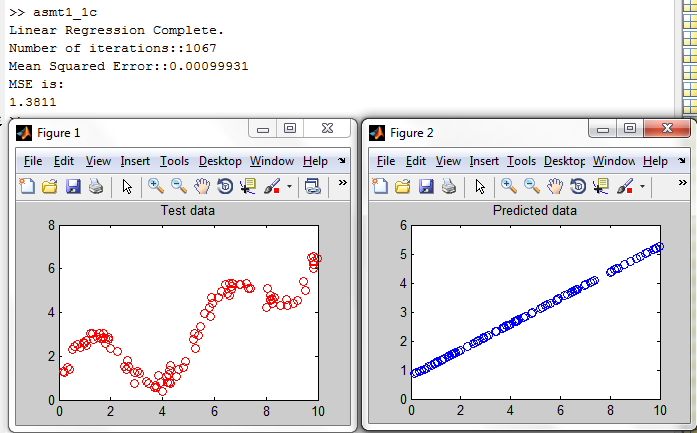 >> asmt1_1c
Linear Regression Complete.
Number of iterations::1067
Mean Squared Error::0.00099931
MSE is:
1.3811
Figure 1
File Edit View Insert Tools Desktop Window Help
Test data
8
6
4
2
0
0 2 4 6 8 10
Figure 2
File Edit View Insert Tools Desktop Window Help
Predicted data
6
5
4
3
2
1
0
0 2 4 6 8 10